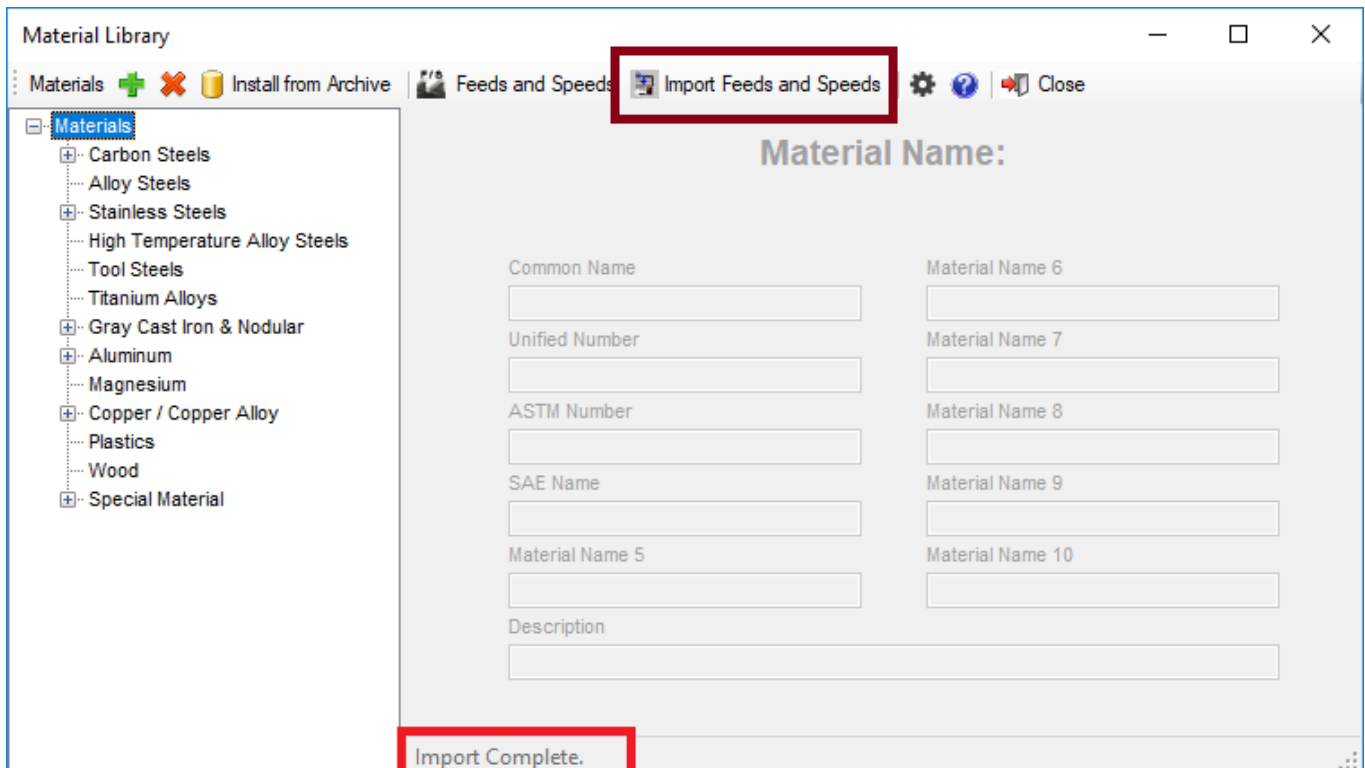 Material Library
Materials Install from Archive Feeds and Speeds Import Feeds and Speeds Close
Materials
Carbon Steels
Alloy Steels
Stainless Steels
High Temperature Alloy Steels
Tool Steels
Titanium Alloys
Gray Cast Iron & Nodular
Aluminum
Magnesium
Copper / Copper Alloy
Plastics
Wood
Special Material
Material Name:
Common Name
Material Name 6
Unified Number
Material Name 7
ASTM Number
Material Name 8
SAE Name
Material Name 9
Material Name 5
Material Name 10
Description
Import Complete.